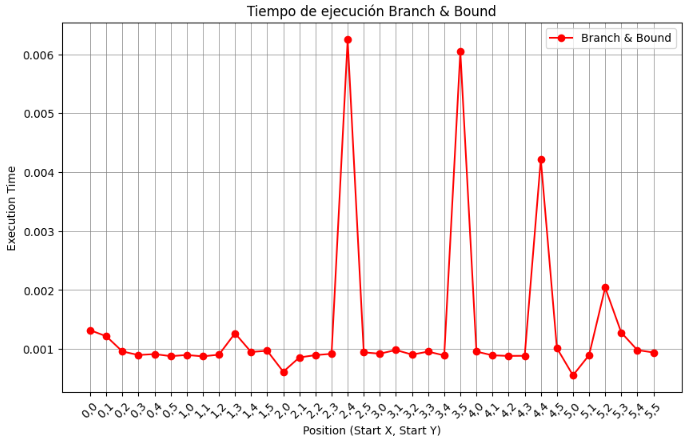 Tiempo de ejecución Branch & Bound
Branch & Bound
Execution Time
0.006
0.005
0.004
0.003
0.002
0.001
0,0 0,1 0,2 0,3 0,4 0,5 1,0 1,1 1,2 1,3 1,4 1,5 2,0 2,1 2,2 2,3 2,4 2,5 3,0 3,1 3,2 3,3 3,4 3,5 4,0 4,1 4,2 4,3 4,4 4,5 5,0 5,1 5,2 5,3 5,4 5,5
Position (Start X, Start Y)